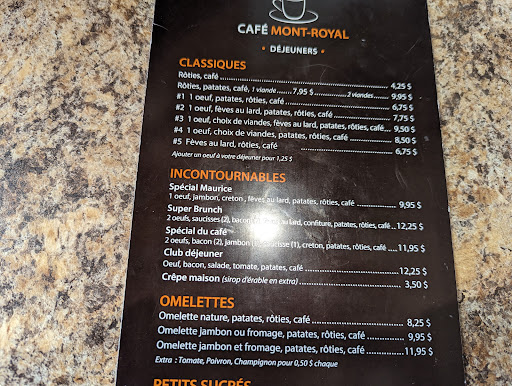 CAFÉ MONT-ROYAL
• DÉJEUNERS •
CLASSIQUES
Rôties, café 4,25 $
Rôties, patates, café, 1 viande 7,95 $ 2 viandes 9,95 $
#1 1 oeuf, patates, rôties, café 6,75 $
#2 1 oeuf, fèves au lard, patates, rôties, café 7,75 $
#3 1 oeuf, choix de viandes, fèves au lard, patates, rôties, café 9,50 $
#4 1 oeuf, choix de viandes, patates, rôties, café 8,50 $
#5 Fèves au lard, rôties, café 6,75 $
Ajouter un oeuf à votre déjeuner pour 1,25 $
INCONTOURNABLES
Spécial Maurice
1 oeuf, jambon, creton, fèves au lard, patates, rôties, café 9,95 $
Super Brunch
2 oeufs, saucisses (2), bacon au lard, confiture, patates, rôties, café 12,25 $
Spécial du café
2 oeufs, bacon (2), jambon (1), saucisse (1), creton, patates, rôties, café 11,95 $
Club déjeuner
Oeuf, bacon, salade, tomate, patates, café 12,25 $
Crêpe maison (sirop d'érable en extra) 3,50 $
OMELETTES
Omelette nature, patates, rôties, café 8,25 $
Omelette jambon ou fromage, patates, rôties, café 9,95 $
Omelette jambon et fromage, patates, rôties, café 11,95 $
Extra : Tomate, Poivron, Champignon pour 0,50 $ chaque
PETITS SUCRÉS